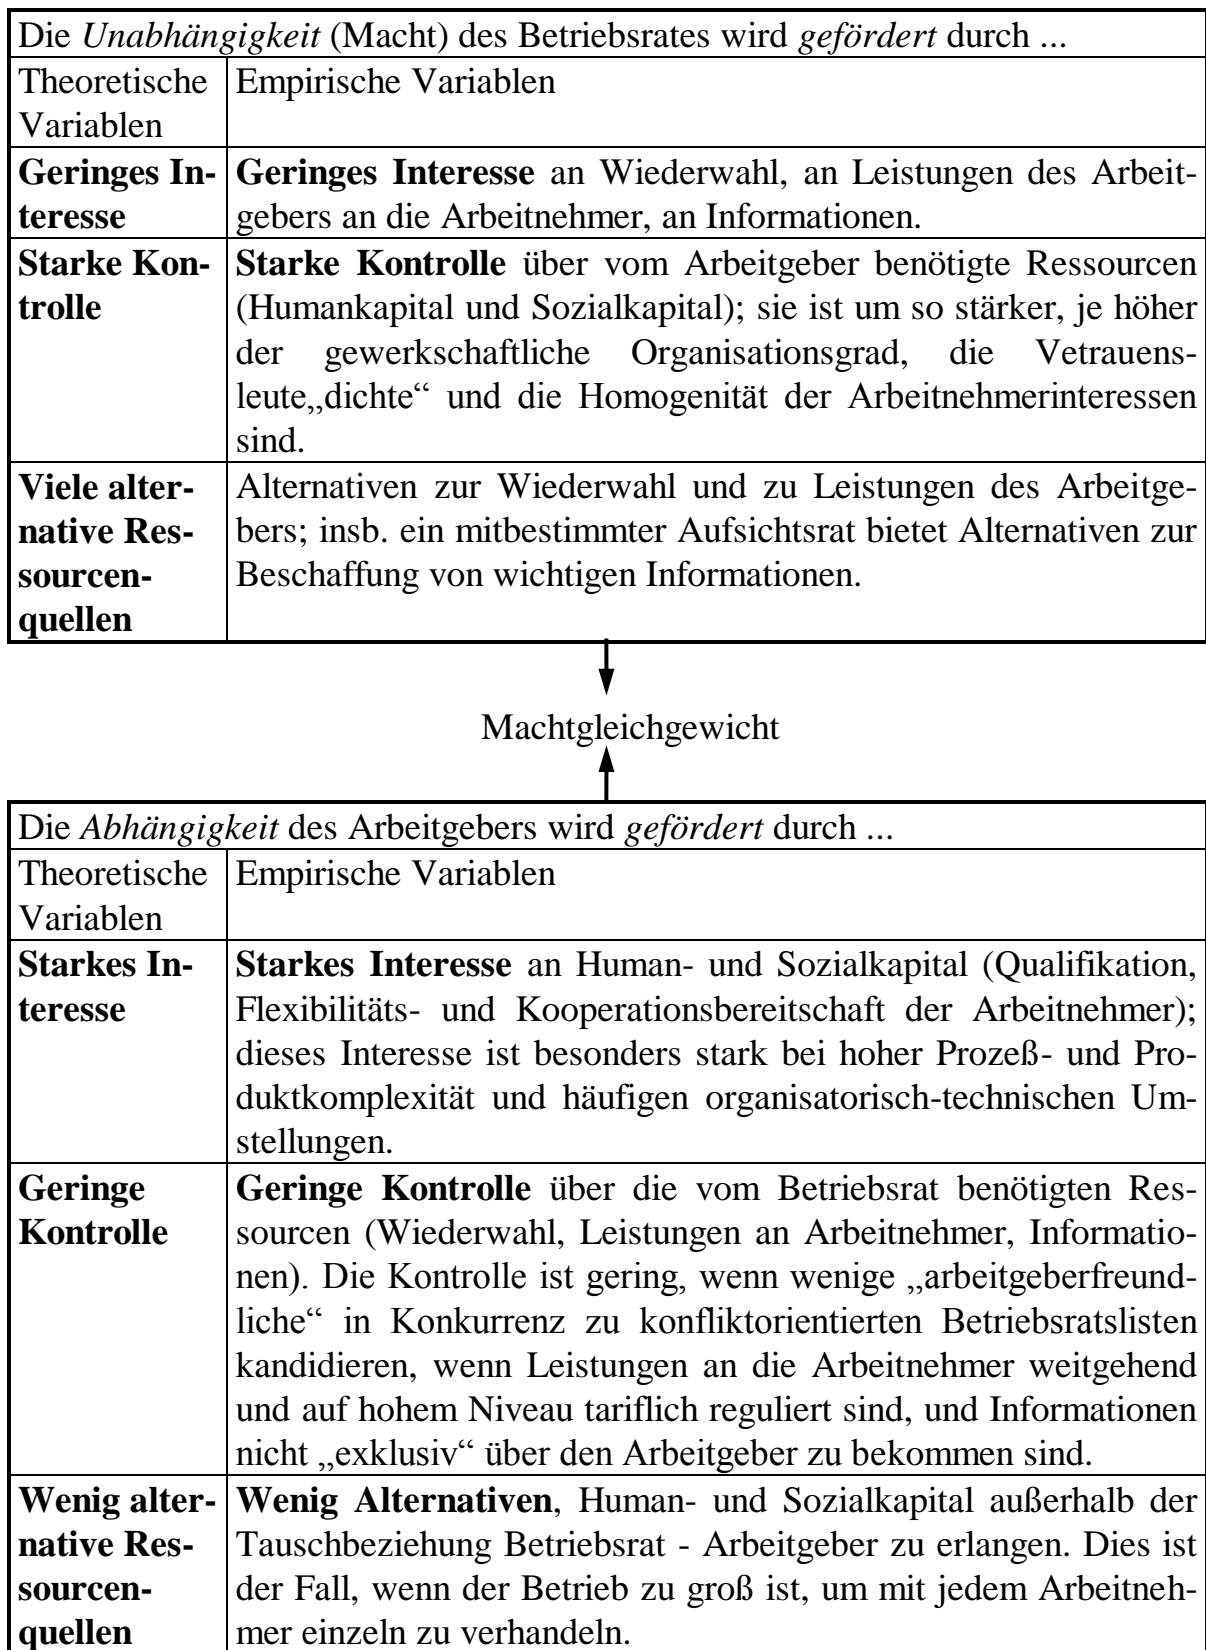 Die Unabhängigkeit (Macht) des Betriebsrates wird gefördert durch ...
Theoretische Variablen
Empirische Variablen
Geringes In-
teresse
Geringes Interesse an Wiederwahl, an Leistungen des Arbeit-
gebers an die Arbeitnehmer, an Informationen.
Starke Kon-
trolle
Starke Kontrolle über vom Arbeitgeber benötigte Ressourcen
(Humankapital und Sozialkapital); sie ist um so stärker, je höher
der gewerkschaftliche Organisationsgrad, die Vetrauens-
leute„dichte“ und die Homogenität der Arbeitnehmerinteressen
sind.
Viele alter-
native Res-
sourcen-
quellen
Alternativen zur Wiederwahl und zu Leistungen des Arbeitge-
bers; insb. ein mitbestimmter Aufsichtsrat bietet Alternativen zur
Beschaffung von wichtigen Informationen.
Machtgleichgewicht
Die Abhängigkeit des Arbeitgebers wird gefördert durch ...
Theoretische
Variablen
Empirische Variablen
Starkes In-
teresse
Starkes Interesse an Human- und Sozialkapital (Qualifikation,
Flexibilitäts- und Kooperationsbereitschaft der Arbeitnehmer);
dieses Interesse ist besonders stark bei hoher Prozeß- und Pro-
duktkomplexität und häufigen organisatorisch-technischen Um-
stellungen.
Geringe
Kontrolle
Geringe Kontrolle über die vom Betriebsrat benötigten Res-
sourcen (Wiederwahl, Leistungen an Arbeitnehmer, Informatio-
nen). Die Kontrolle ist gering, wenn wenige „arbeitgeberfreund-
liche“ in Konkurrenz zu konfliktorientierten Betriebsratslisten
kandidieren, wenn Leistungen an die Arbeitnehmer weitgehend
und auf hohem Niveau tariflich reguliert sind, und Informationen
nicht „exklusiv“ über den Arbeitgeber zu bekommen sind.
Wenig alter-
native Res-
sourcen-
quellen
Wenig Alternativen, Human- und Sozialkapital außerhalb der
Tauschbeziehung Betriebsrat - Arbeitgeber zu erlangen. Dies ist
der Fall, wenn der Betrieb zu groß ist, um mit jedem Arbeitneh-
mer einzeln zu verhandeln.